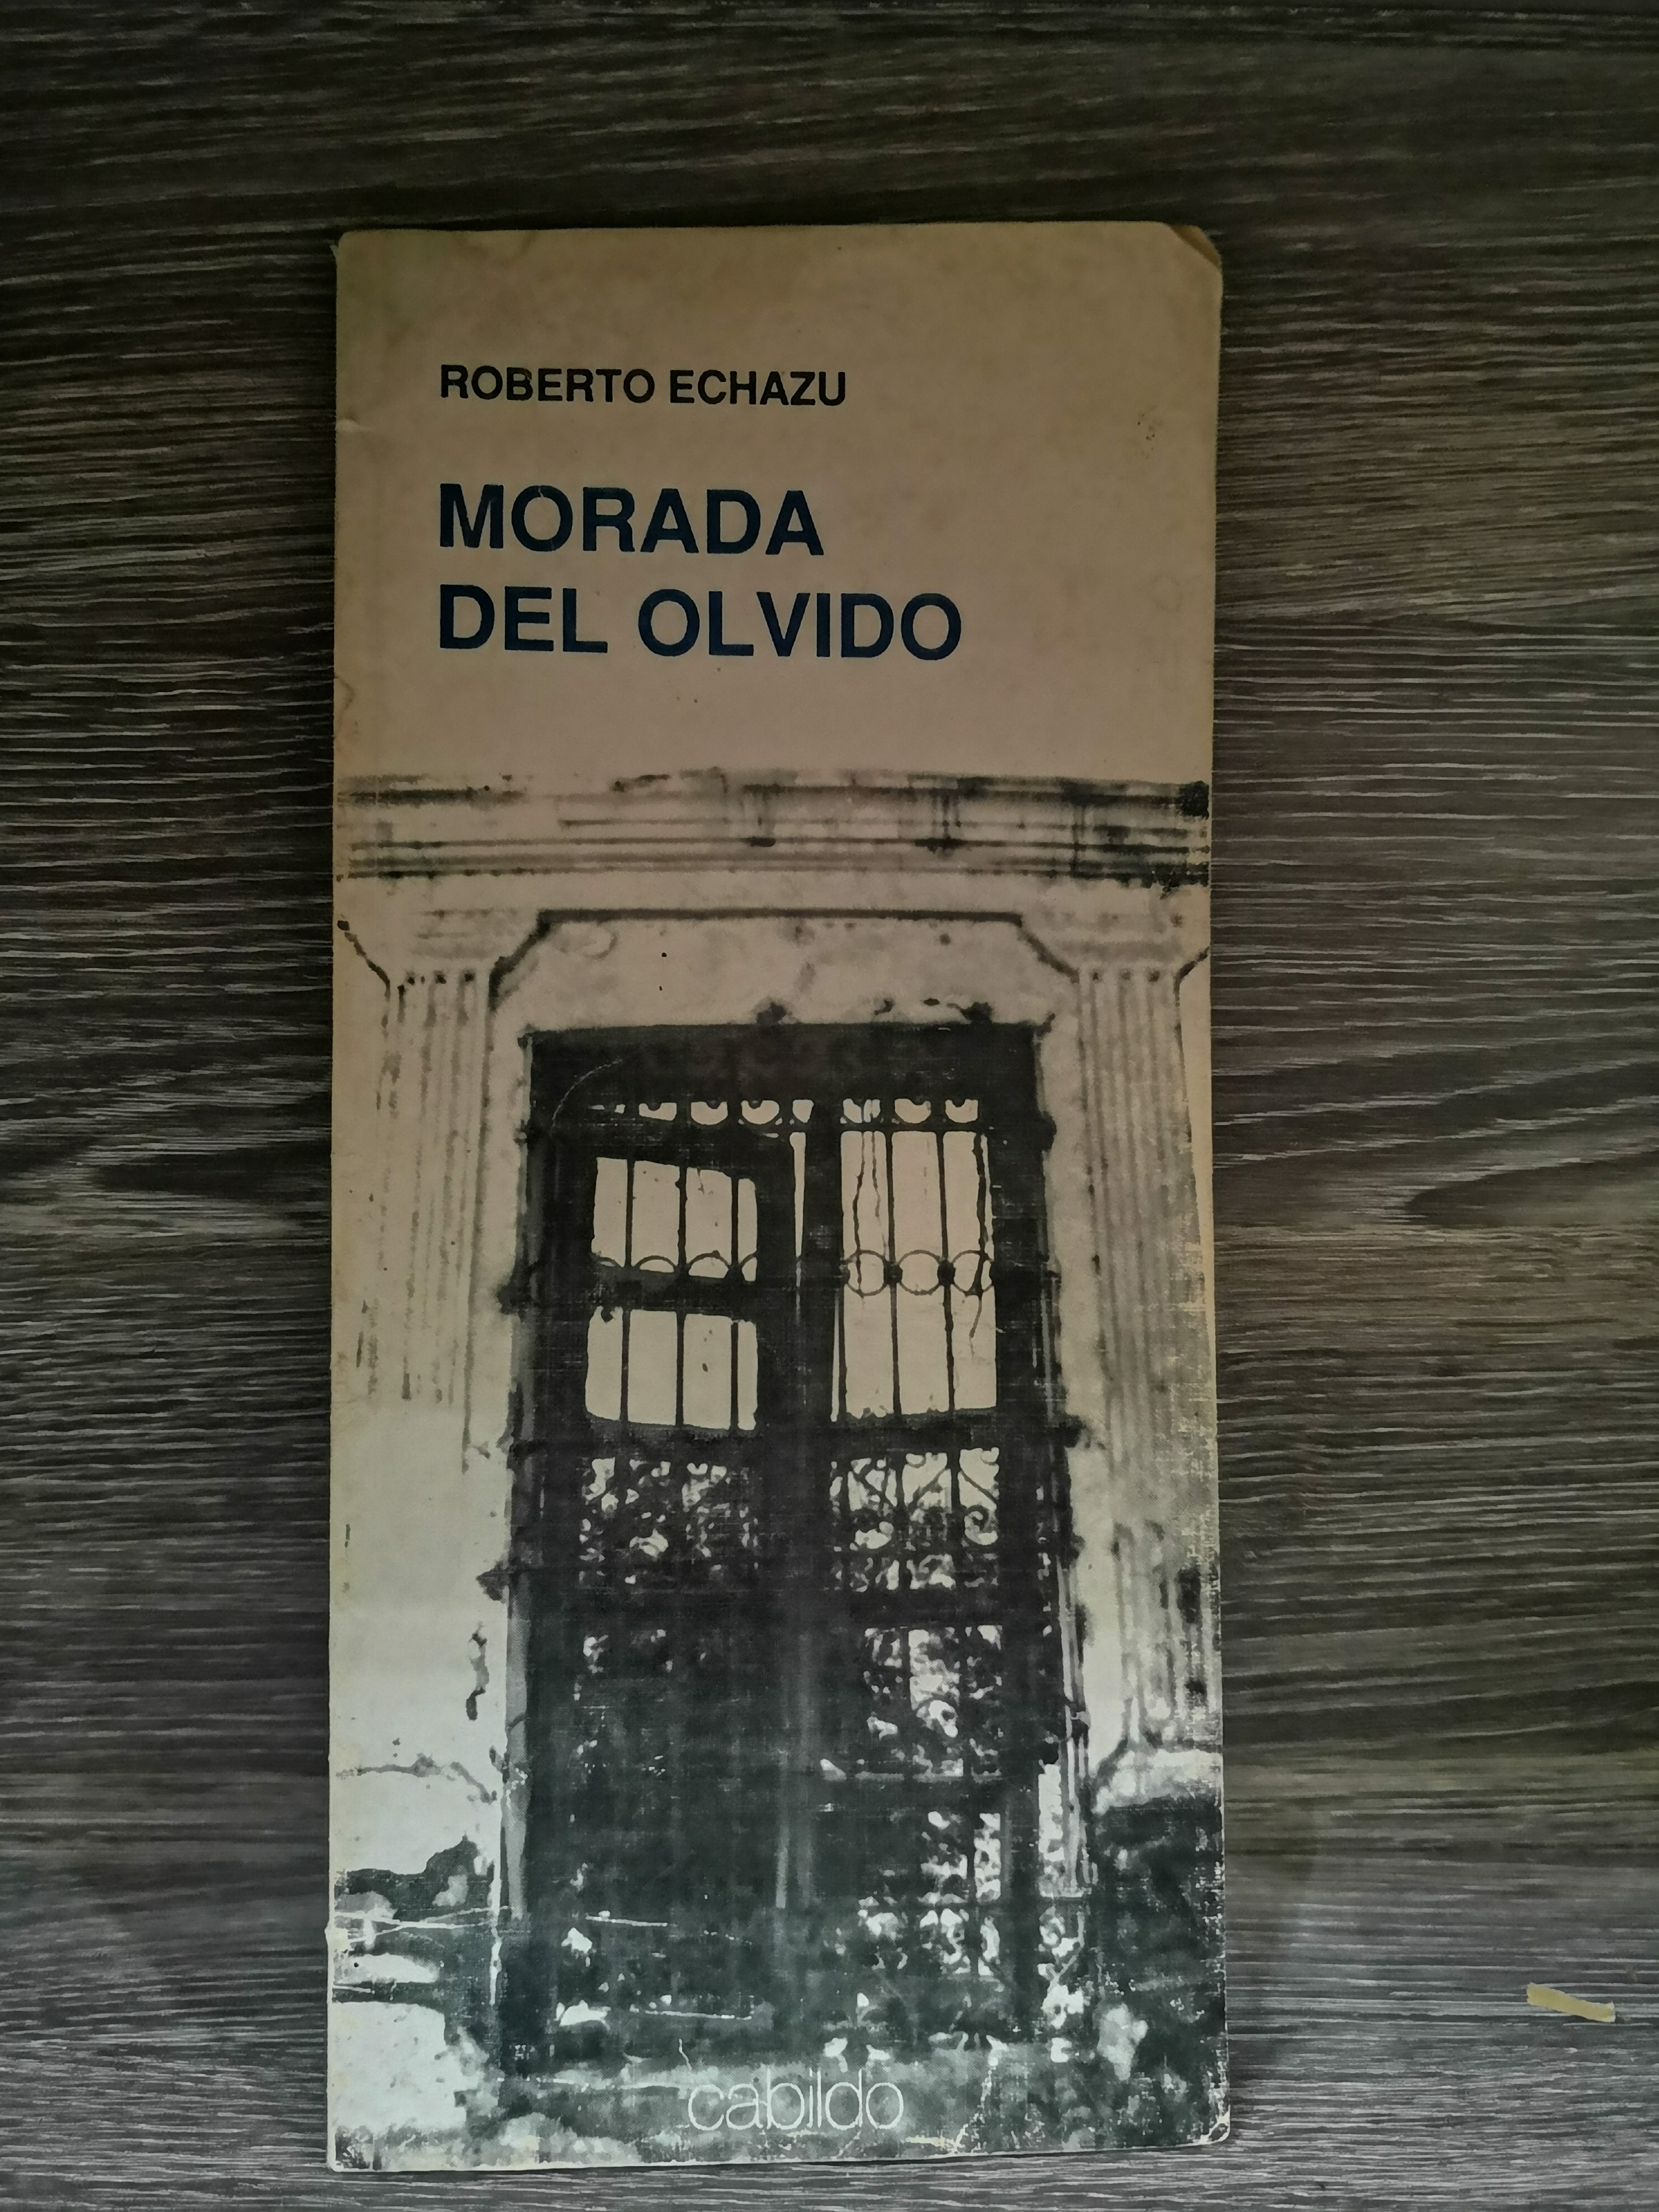 ROBERTO ECHAZU
MORADA
DEL OLVIDO
cabildo